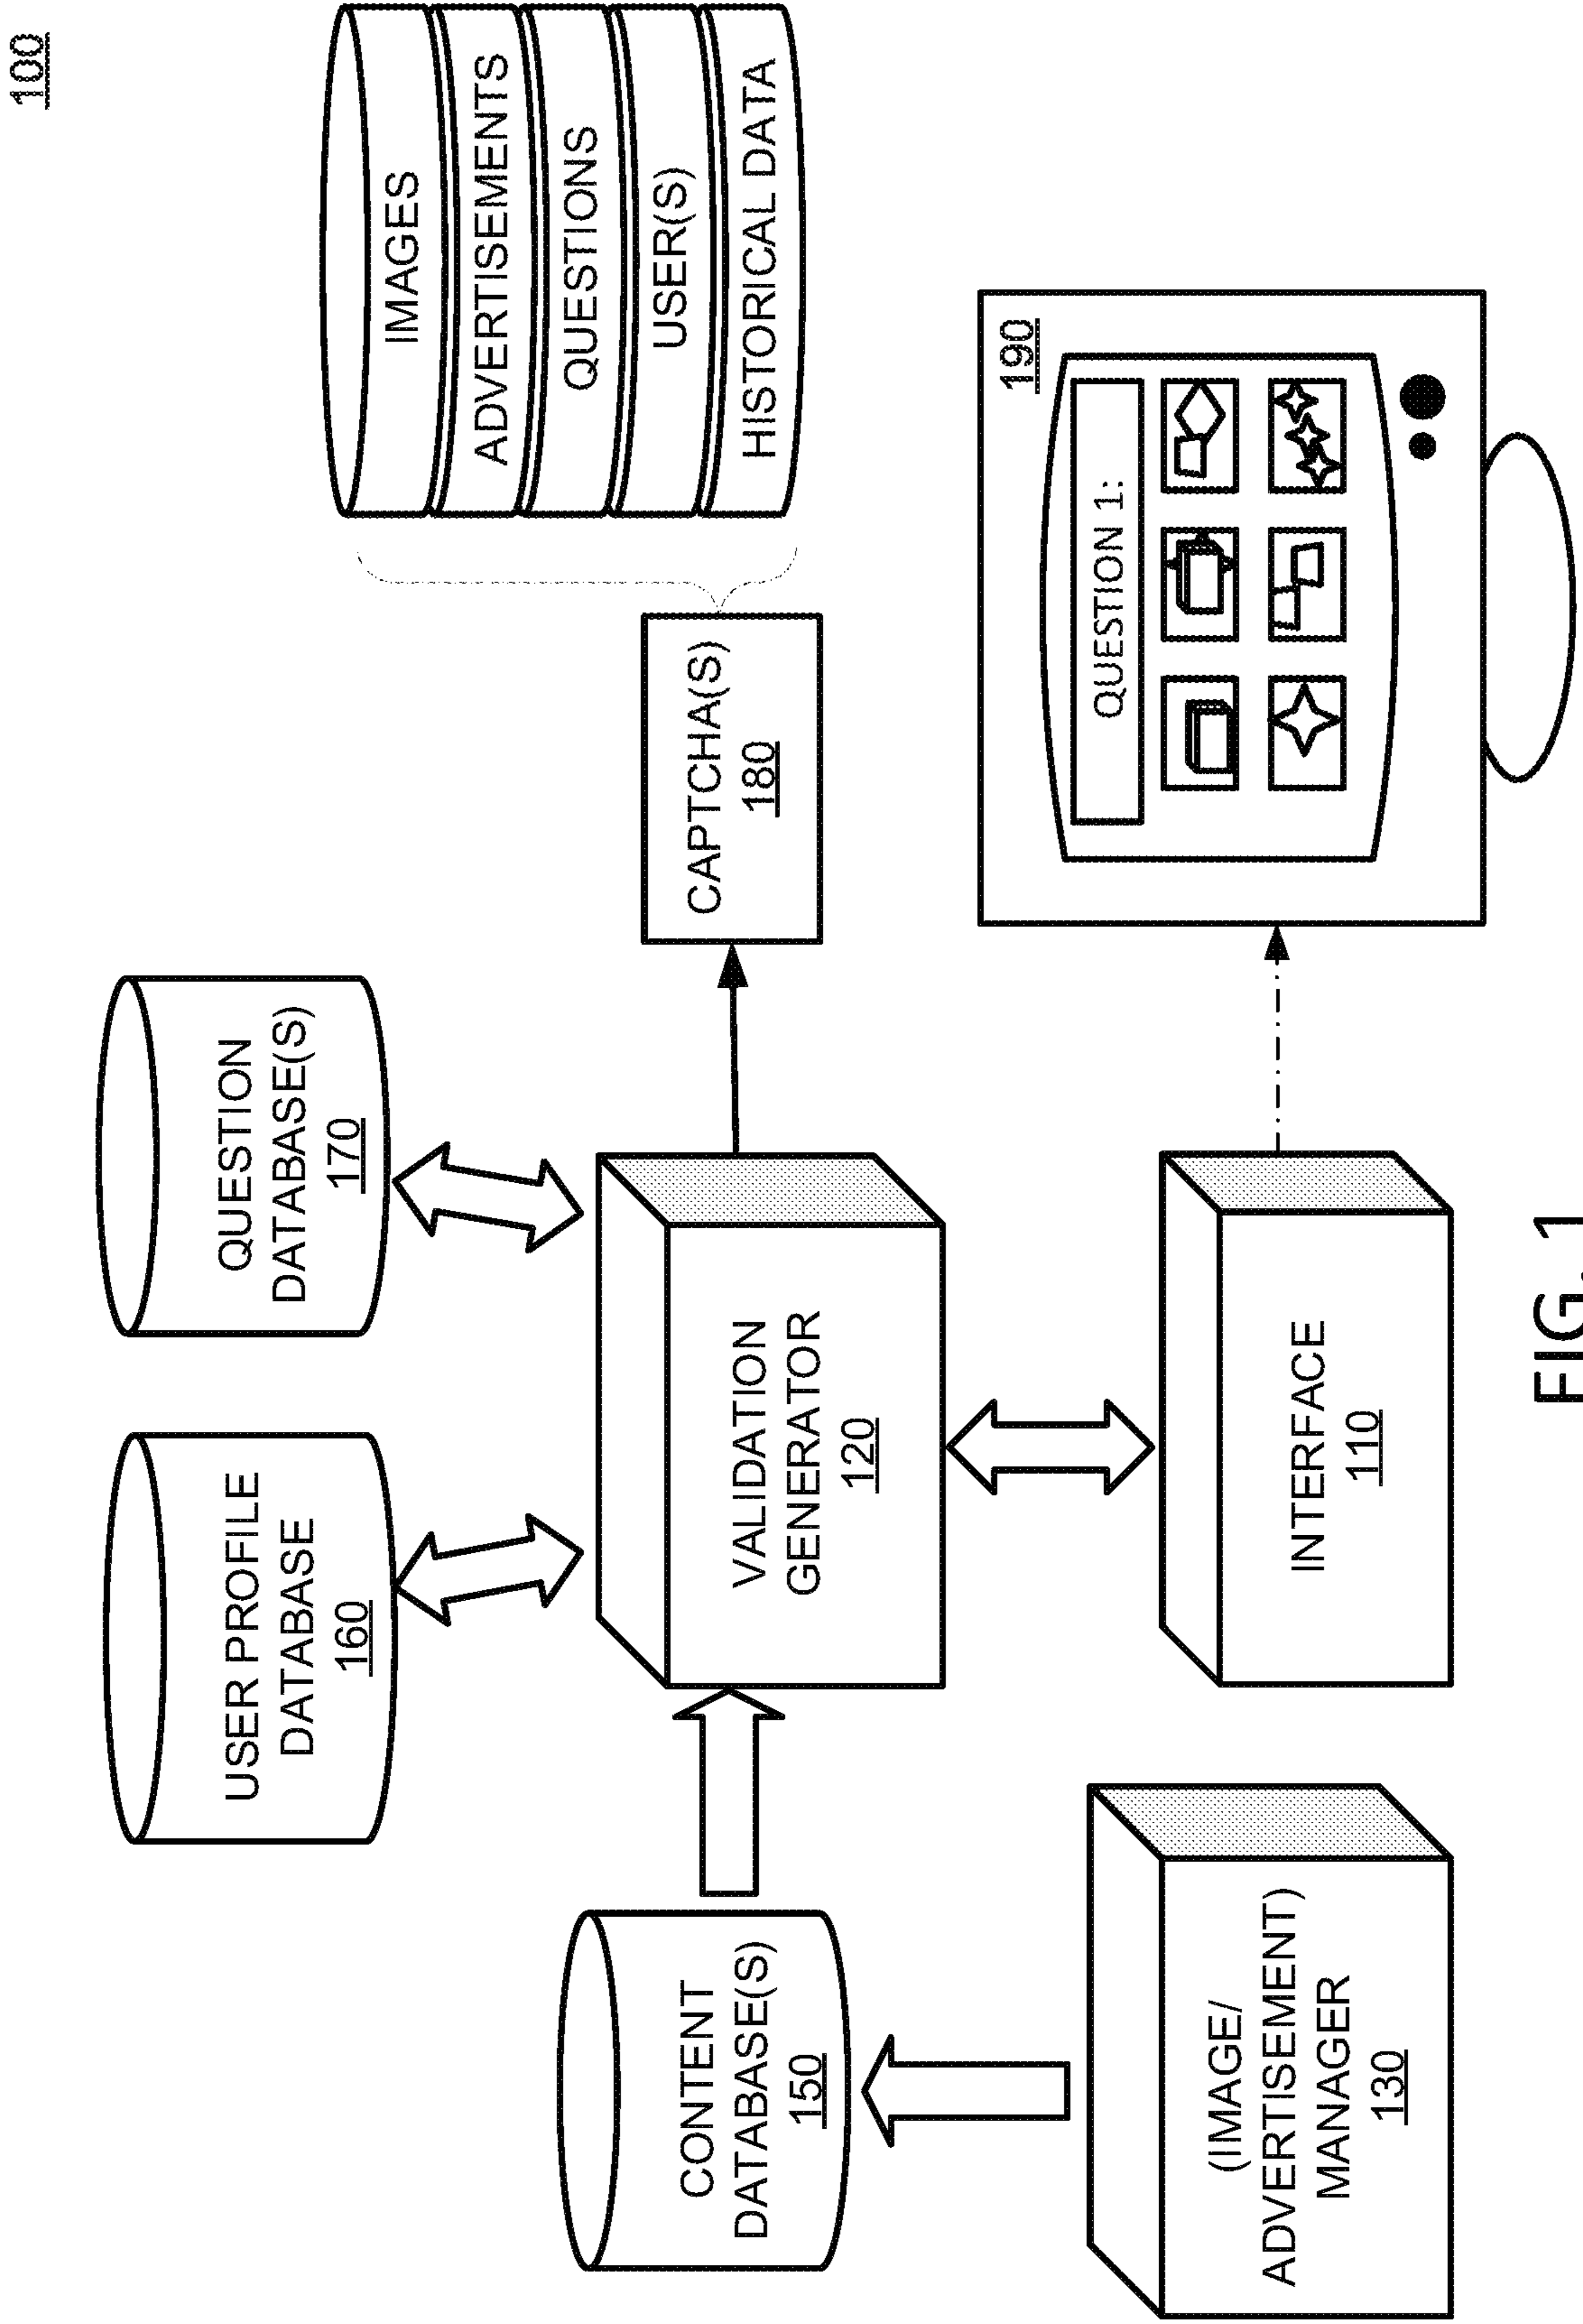 100
USER PROFILE
DATABASE
160
QUESTION
DATABASE(S)
170
IMAGES
ADVERTISEMENTS
QUESTIONS
USER(S)
HISTORICAL DATA
CONTENT
DATABASE(S)
150
VALIDATION
GENERATOR
120
CAPTCHA(S)
180
(IMAGE/
ADVERTISEMENT)
MANAGER
130
INTERFACE
110
190
QUESTION 1:
FIG. 1